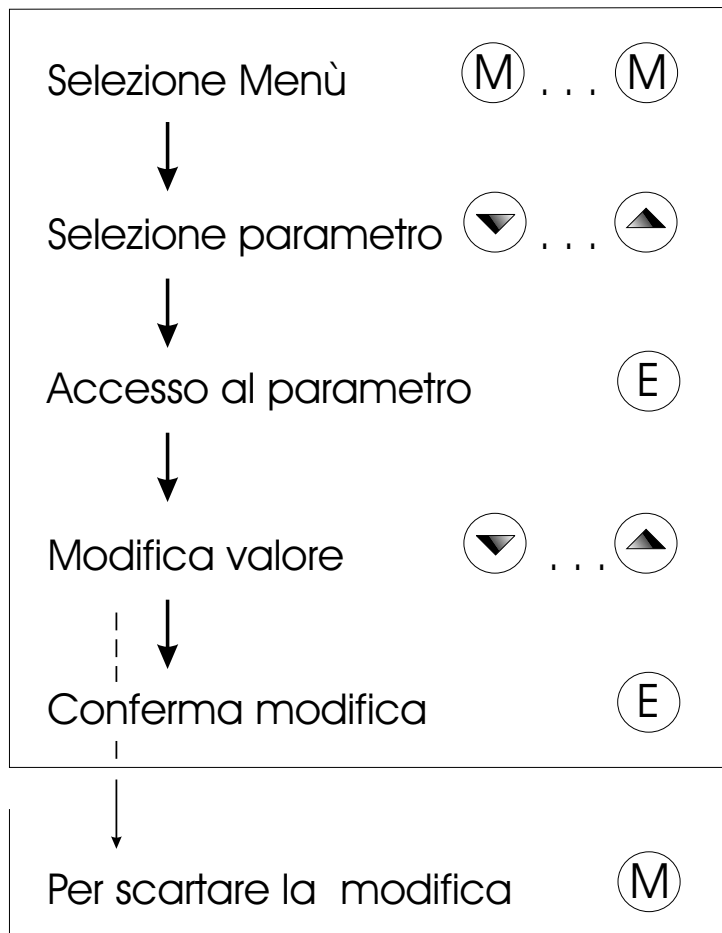 Selezione Menù M . . . M
Selezione parametro . . .
Accesso al parametro E
Modifica valore . . .
Conferma modifica E
Per scartare la modifica M